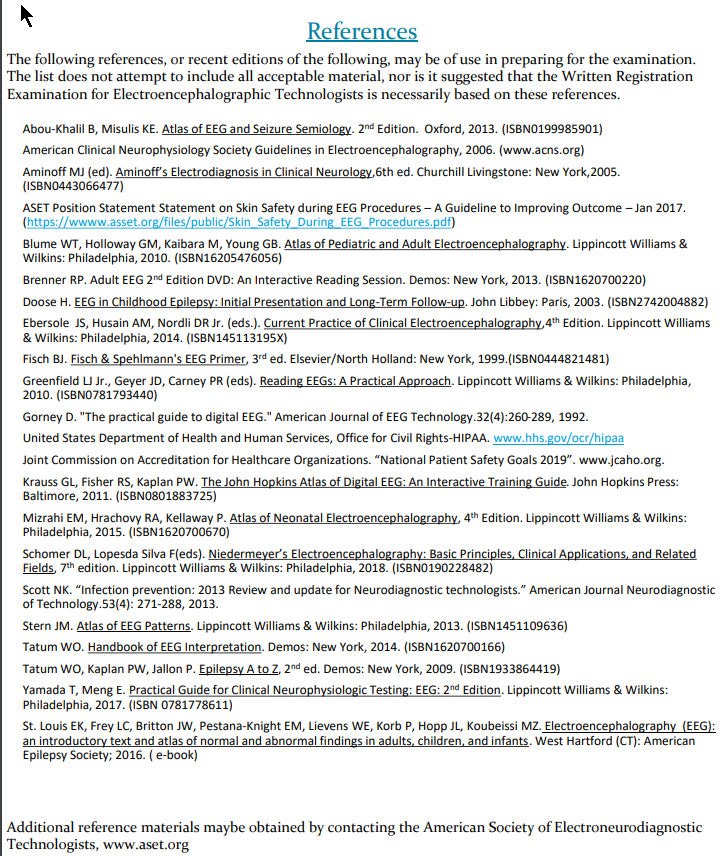 References
The following references, or recent editions of the following, may be of use in preparing for the examination.
The list does not attempt to include all acceptable material, nor is it suggested that the Written Registration
Examination for Electroencephalographic Technologists is necessarily based on these references.
Abou-Khalil B, Misulis KE. Atlas of EEG and Seizure Semiology. 2nd Edition. Oxford, 2013. (ISBN0199985901)
American Clinical Neurophysiology Society Guidelines in Electroencephalography, 2006. (www.acns.org)
Aminoff MJ (ed). Aminoff's Electrodiagnosis in Clinical Neurology,6th ed. Churchill Livingstone: New York,2005.
(ISBN0443066477)
ASET Position Statement Statement on Skin Safety during EEG Procedures – A Guideline to Improving Outcome – Jan 2017.
(https://wwww.aset.org/files/public/Skin_Safety_During_EEG_Procedures.pdf)
Blume WT, Holloway GM, Kaibara M, Young GB. Atlas of Pediatric and Adult Electroencephalography. Lippincott Williams &
Wilkins: Philadelphia, 2010. (ISBN16205476056)
Brenner RP. Adult EEG 2nd Edition DVD: An Interactive Reading Session. Demos: New York, 2013. (ISBN1620700220)
Doose H. EEG in Childhood Epilepsy: Initial Presentation and Long-Term Follow-up. John Libbey: Paris, 2003. (ISBN2742004882)
Ebersole JS, Husain AM, Nordli DR Jr. (eds.). Current Practice of Clinical Electroencephalography,4th Edition. Lippincott Williams
& Wilkins: Philadelphia, 2014. (ISBN145113195X)
Fisch BJ. Fisch & Spehlmann's EEG Primer, 3rd ed. Elsevier/North Holland: New York, 1999.(ISBN0444821481)
Greenfield LJ Jr., Geyer JD, Carney PR (eds). Reading EEGs: A Practical Approach. Lippincott Williams & Wilkins: Philadelphia,
2010. (ISBN0781793440)
Gorney D. "The practical guide to digital EEG." American Journal of EEG Technology.32(4):260-289, 1992.
United States Department of Health and Human Services, Office for Civil Rights-HIPAA. www.hhs.gov/ocr/hipaa
Joint Commission on Accreditation for Healthcare Organizations. “National Patient Safety Goals 2019”. www.jcaho.org.
Krauss GL, Fisher RS, Kaplan PW. The John Hopkins Atlas of Digital EEG: An Interactive Training Guide. John Hopkins Press:
Baltimore, 2011. (ISBN0801883725)
Mizrahi EM, Hrachovy RA, Kellaway P. Atlas of Neonatal Electroencephalography, 4th Edition. Lippincott Williams & Wilkins:
Philadelphia, 2015. (ISBN1620700670)
Schomer DL, Lopesda Silva F(eds). Niedermeyer's Electroencephalography: Basic Principles, Clinical Applications, and Related
Fields, 7th edition. Lippincott Williams & Wilkins: Philadelphia, 2018. (ISBN0190228482)
Scott NK. “Infection prevention: 2013 Review and update for Neurodiagnostic technologists.” American Journal Neurodiagnostic
of Technology.53(4): 271-288, 2013.
Stern JM. Atlas of EEG Patterns. Lippincott Williams & Wilkins: Philadelphia, 2013. (ISBN1451109636)
Tatum WO. Handbook of EEG Interpretation. Demos: New York, 2014. (ISBN1620700166)
Tatum WO, Kaplan PW, Jallon P. Epilepsy A to Z, 2nd ed. Demos: New York, 2009. (ISBN1933864419)
Yamada T, Meng E. Practical Guide for Clinical Neurophysiologic Testing: EEG: 2nd Edition. Lippincott Williams & Wilkins:
Philadelphia, 2017. (ISBN 0781778611)
St. Louis EK, Frey LC, Britton JW, Pestana-Knight EM, Lievens WE, Korb P, Hopp JL, Koubeissi MZ. Electroencephalography (EEG):
an introductory text and atlas of normal and abnormal findings in adults, children, and infants. West Hartford (CT): American
Epilepsy Society; 2016. ( e-book)
Additional reference materials maybe obtained by contacting the American Society of Electroneurodiagnostic
Technologists, www.aset.org